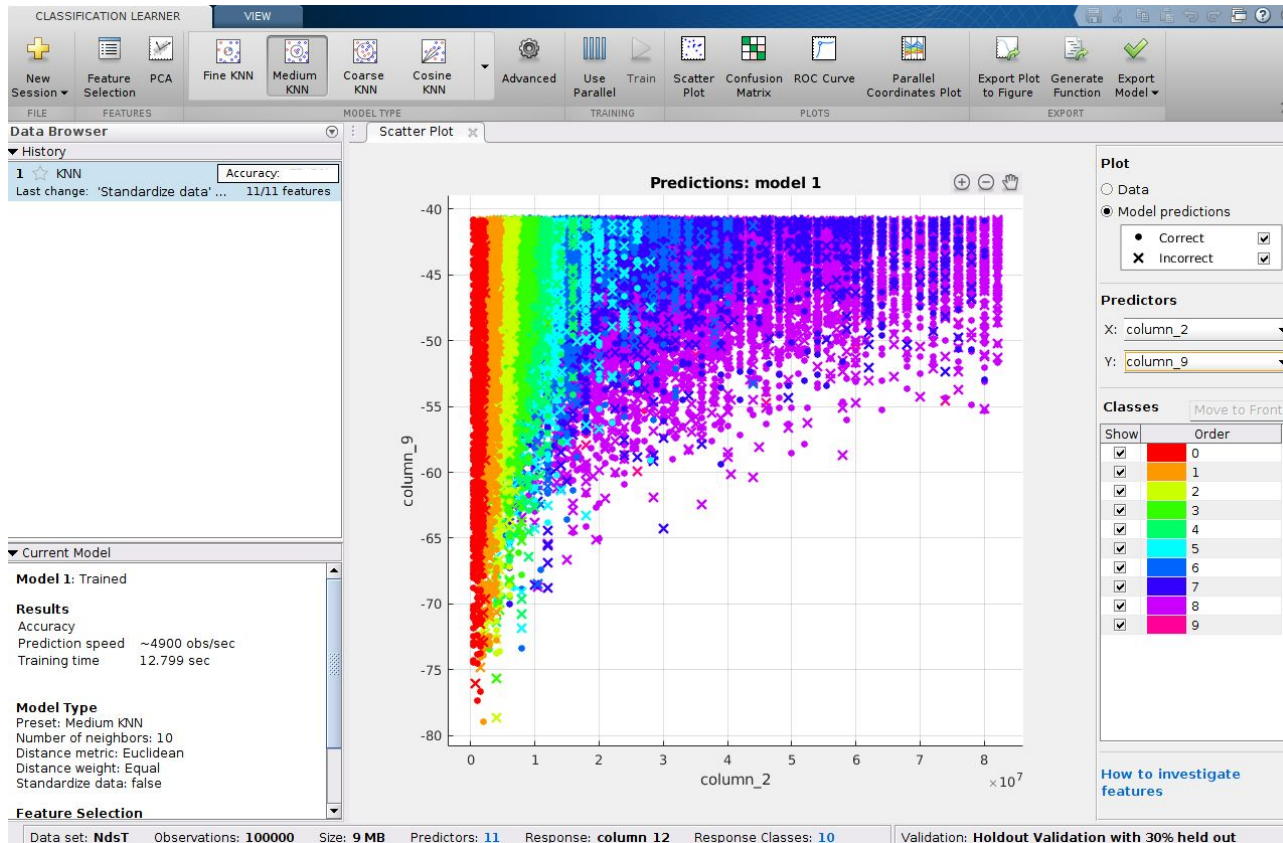 CLASSIFICATION LEARNER VIEW
New Session
Feature Selection
PCA
Fine KNN
Medium KNN
Coarse KNN
Cosine KNN
Advanced
Use Parallel
Train
Scatter Plot
Confusion Matrix
ROC Curve
Parallel Coordinates Plot
Export Plot to Figure
Generate Function
Export Model
FILE FEATURES MODEL TYPE TRAINING PLOTS EXPORT
Data Browser
History
1 KNN Accuracy:
Last change: 'Standardize data' ... 11/11 features
Current Model
Model 1: Trained
Results
Accuracy
Prediction speed ~4900 obs/sec
Training time 12.799 sec
Model Type
Preset: Medium KNN
Number of neighbors: 10
Distance metric: Euclidean
Distance weight: Equal
Standardize data: false
Feature Selection
Scatter Plot
Predictions: model 1
-40
-45
-50
-55
-60
-65
-70
-75
-80
column_9
0 1 2 3 4 5 6 7 8
×10^7
column_2
Plot
Data
Model predictions
Correct
Incorrect
Predictors
X: column_2
Y: column_9
Classes Move to Front
Show Order
0
1
2
3
4
5
6
7
8
9
How to investigate
features
Data set: NdsT Observations: 100000 Size: 9 MB Predictors: 11 Response: column_12 Response Classes: 10 Validation: Holdout Validation with 30% held out